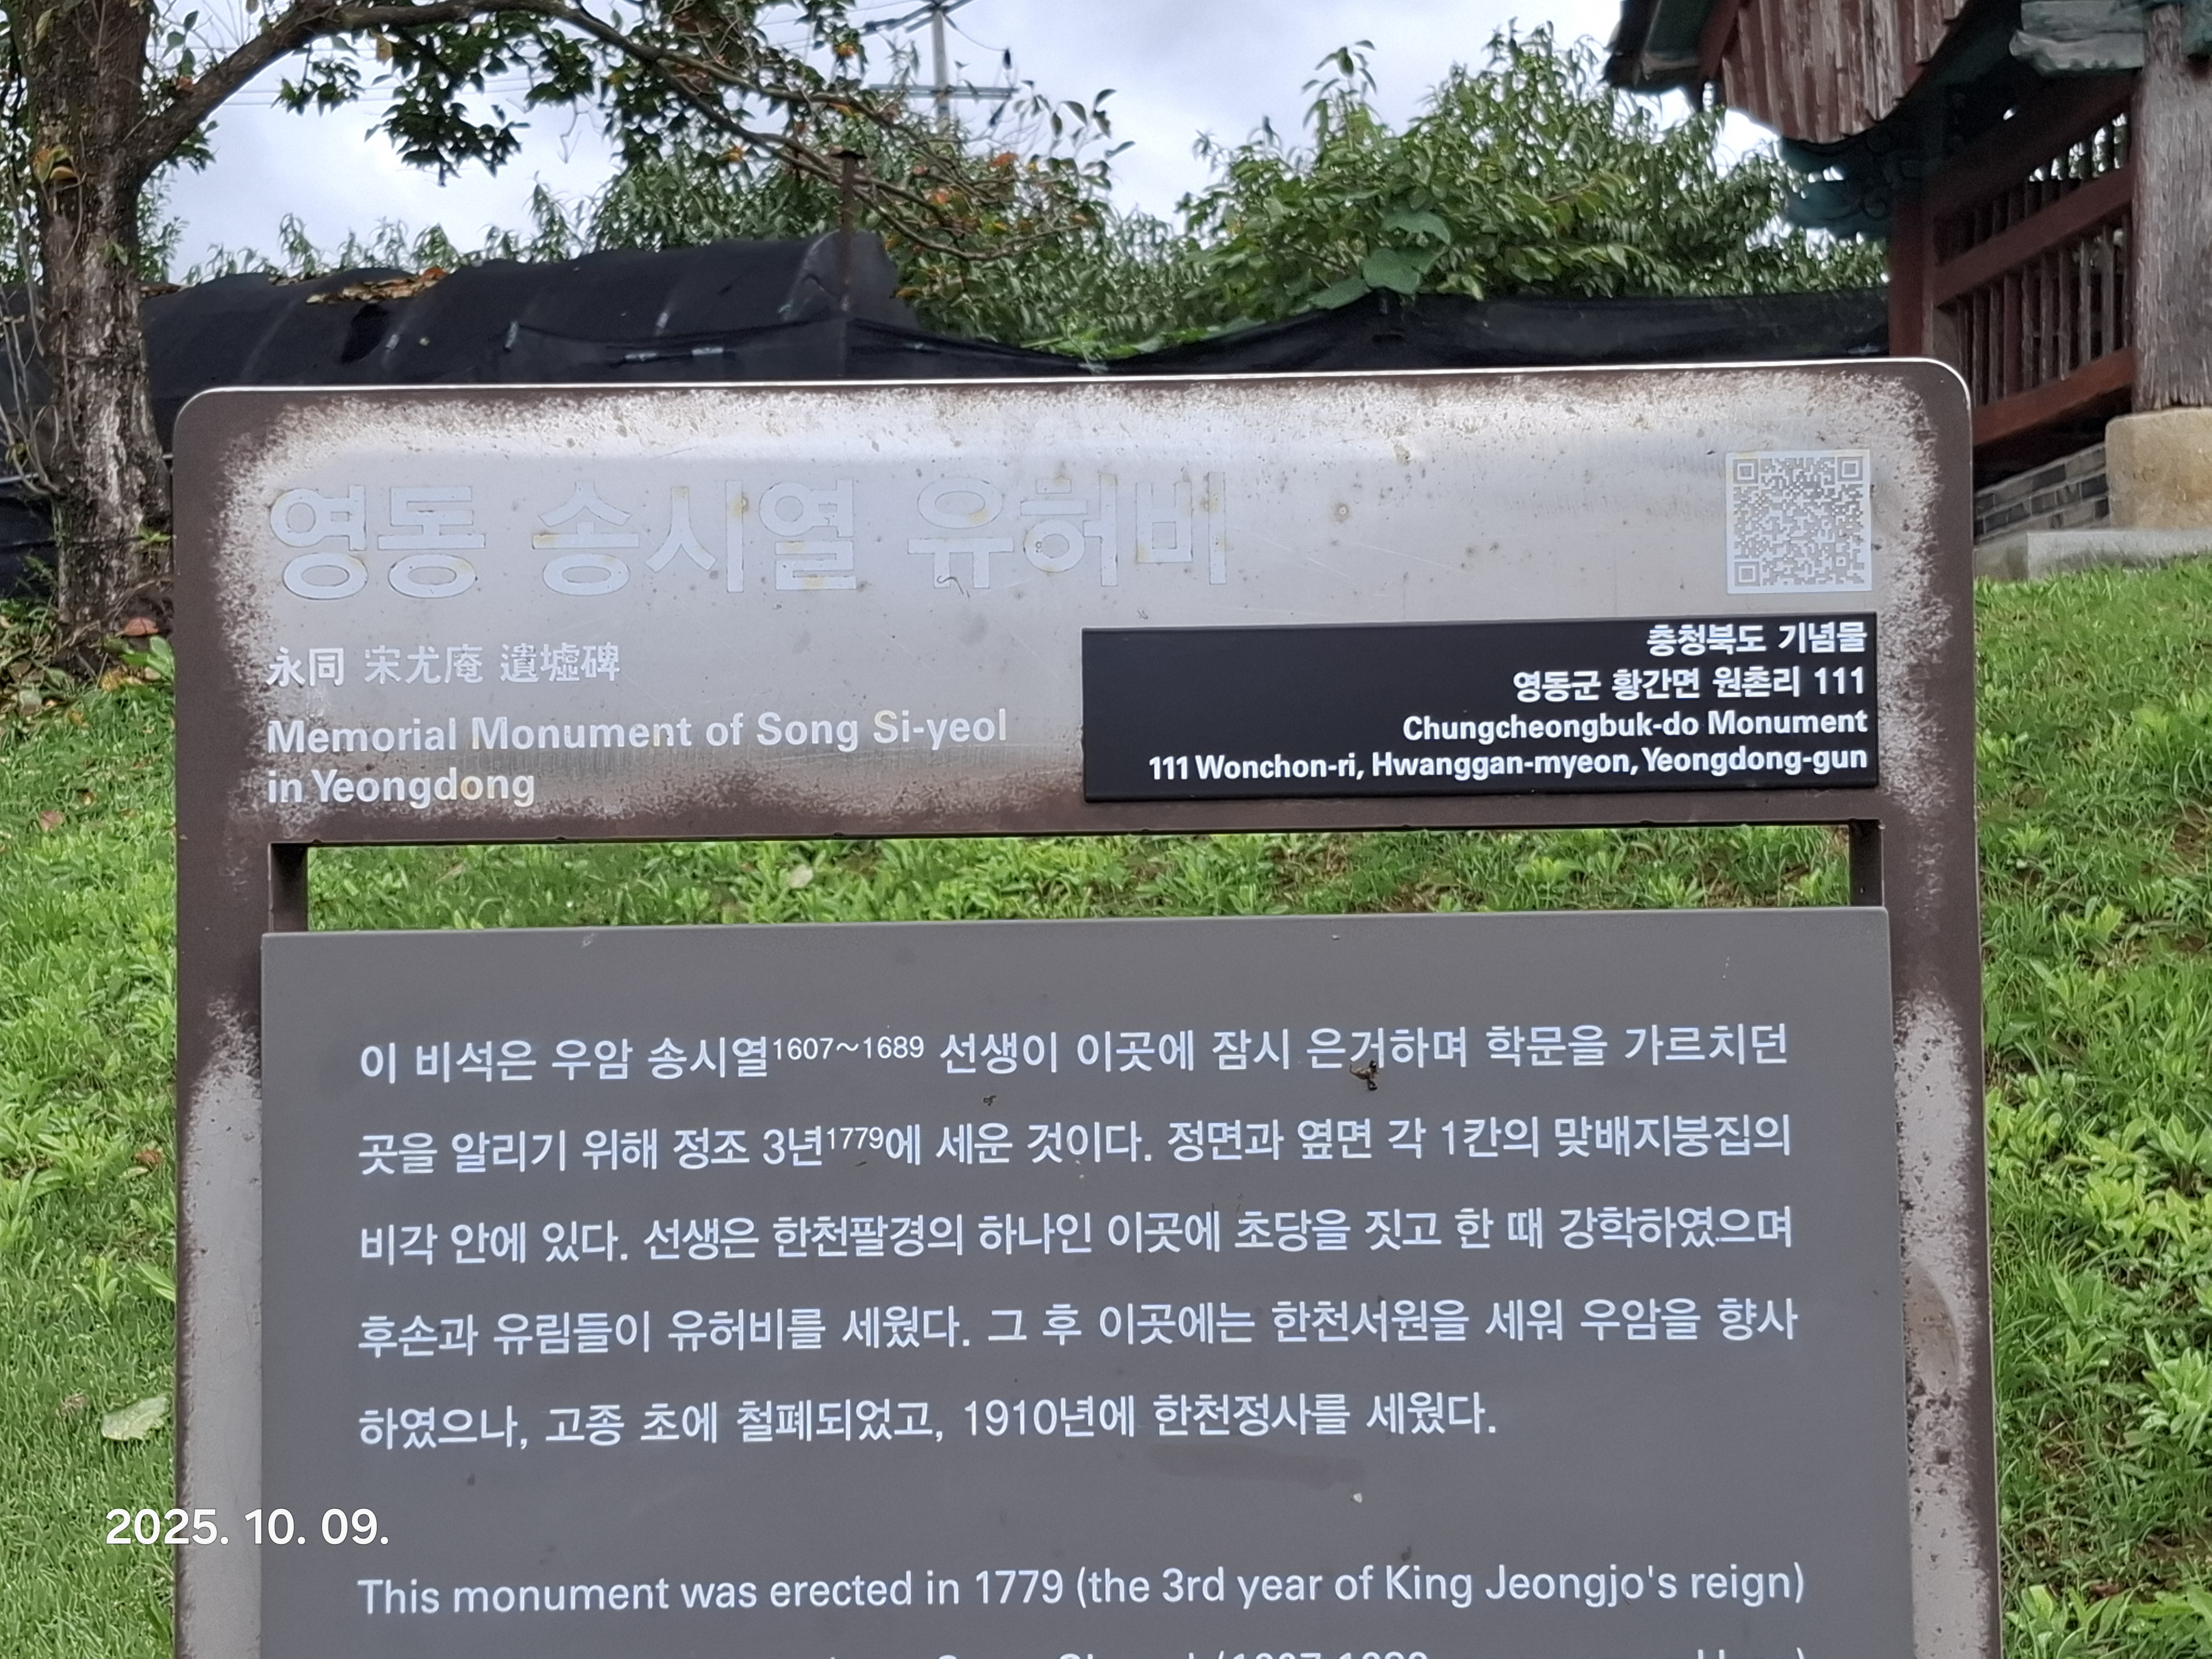 영동 송시열 유허비
永同 宋尤庵 遺墟碑
Memorial Monument of Song Si-yeol
in Yeongdong
충청북도 기념물
영동군 황간면 원촌리 111
Chungcheongbuk-do Monument
111 Wonchon-ri, Hwanggan-myeon, Yeongdong-gun
이 비석은 우암 송시열1607~1689 선생이 이곳에 잠시 은거하며 학문을 가르치던
곳을 알리기 위해 정조 3년1779에 세운 것이다. 정면과 옆면 각 1칸의 맞배지붕집의
비각 안에 있다. 선생은 한천팔경의 하나인 이곳에 초당을 짓고 한 때 강학하였으며
후손과 유림들이 유허비를 세웠다. 그 후 이곳에는 한천서원을 세워 우암을 향사
하였으나, 고종 초에 철폐되었고, 1910년에 한천정사를 세웠다.
2025. 10. 09.
This monument was erected in 1779 (the 3rd year of King Jeongjo's reign)